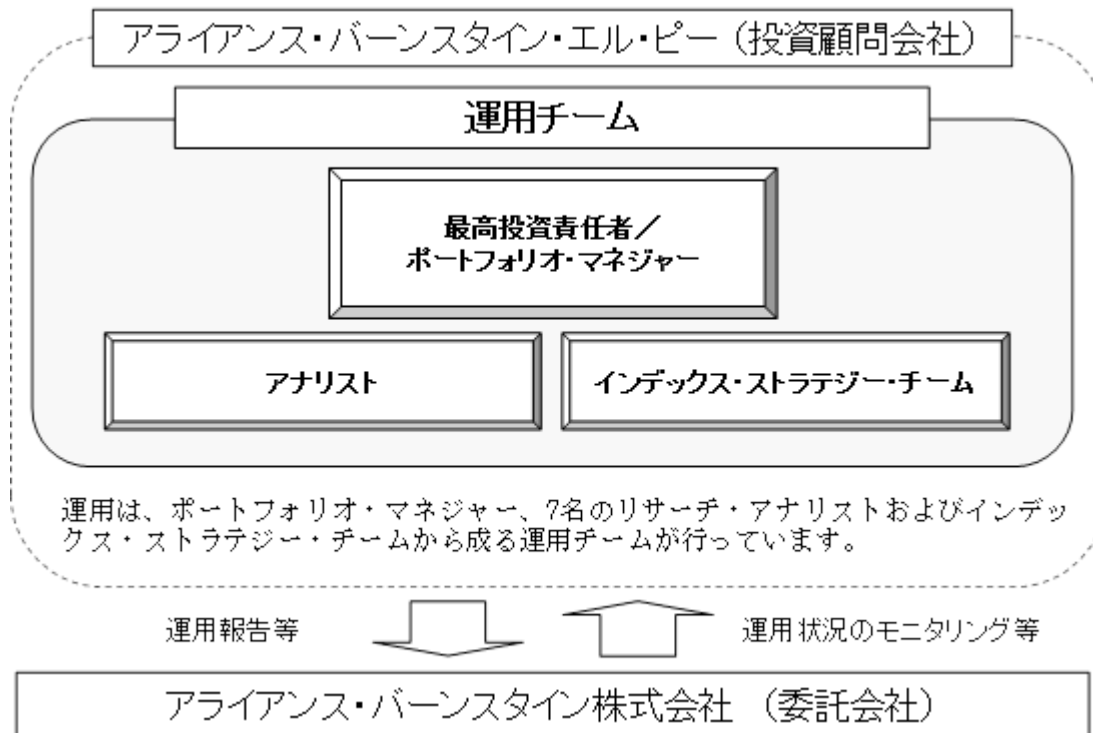 アライアンス・バーンスタイン・エル・ピー（投資顧問会社）
運用チーム
最高投資責任者／
ポートフォリオ・マネジャー
アナリスト
インデックス・ストラテジー・チーム
運用は、ポートフォリオ・マネジャー、7名のリサーチ・アナリストおよびインデッ
クス・ストラテジー・チームから成る運用チームが行っています。
運用報告等
運用状況のモニタリング等
アライアンス・バーンスタイン株式会社　（委託会社）